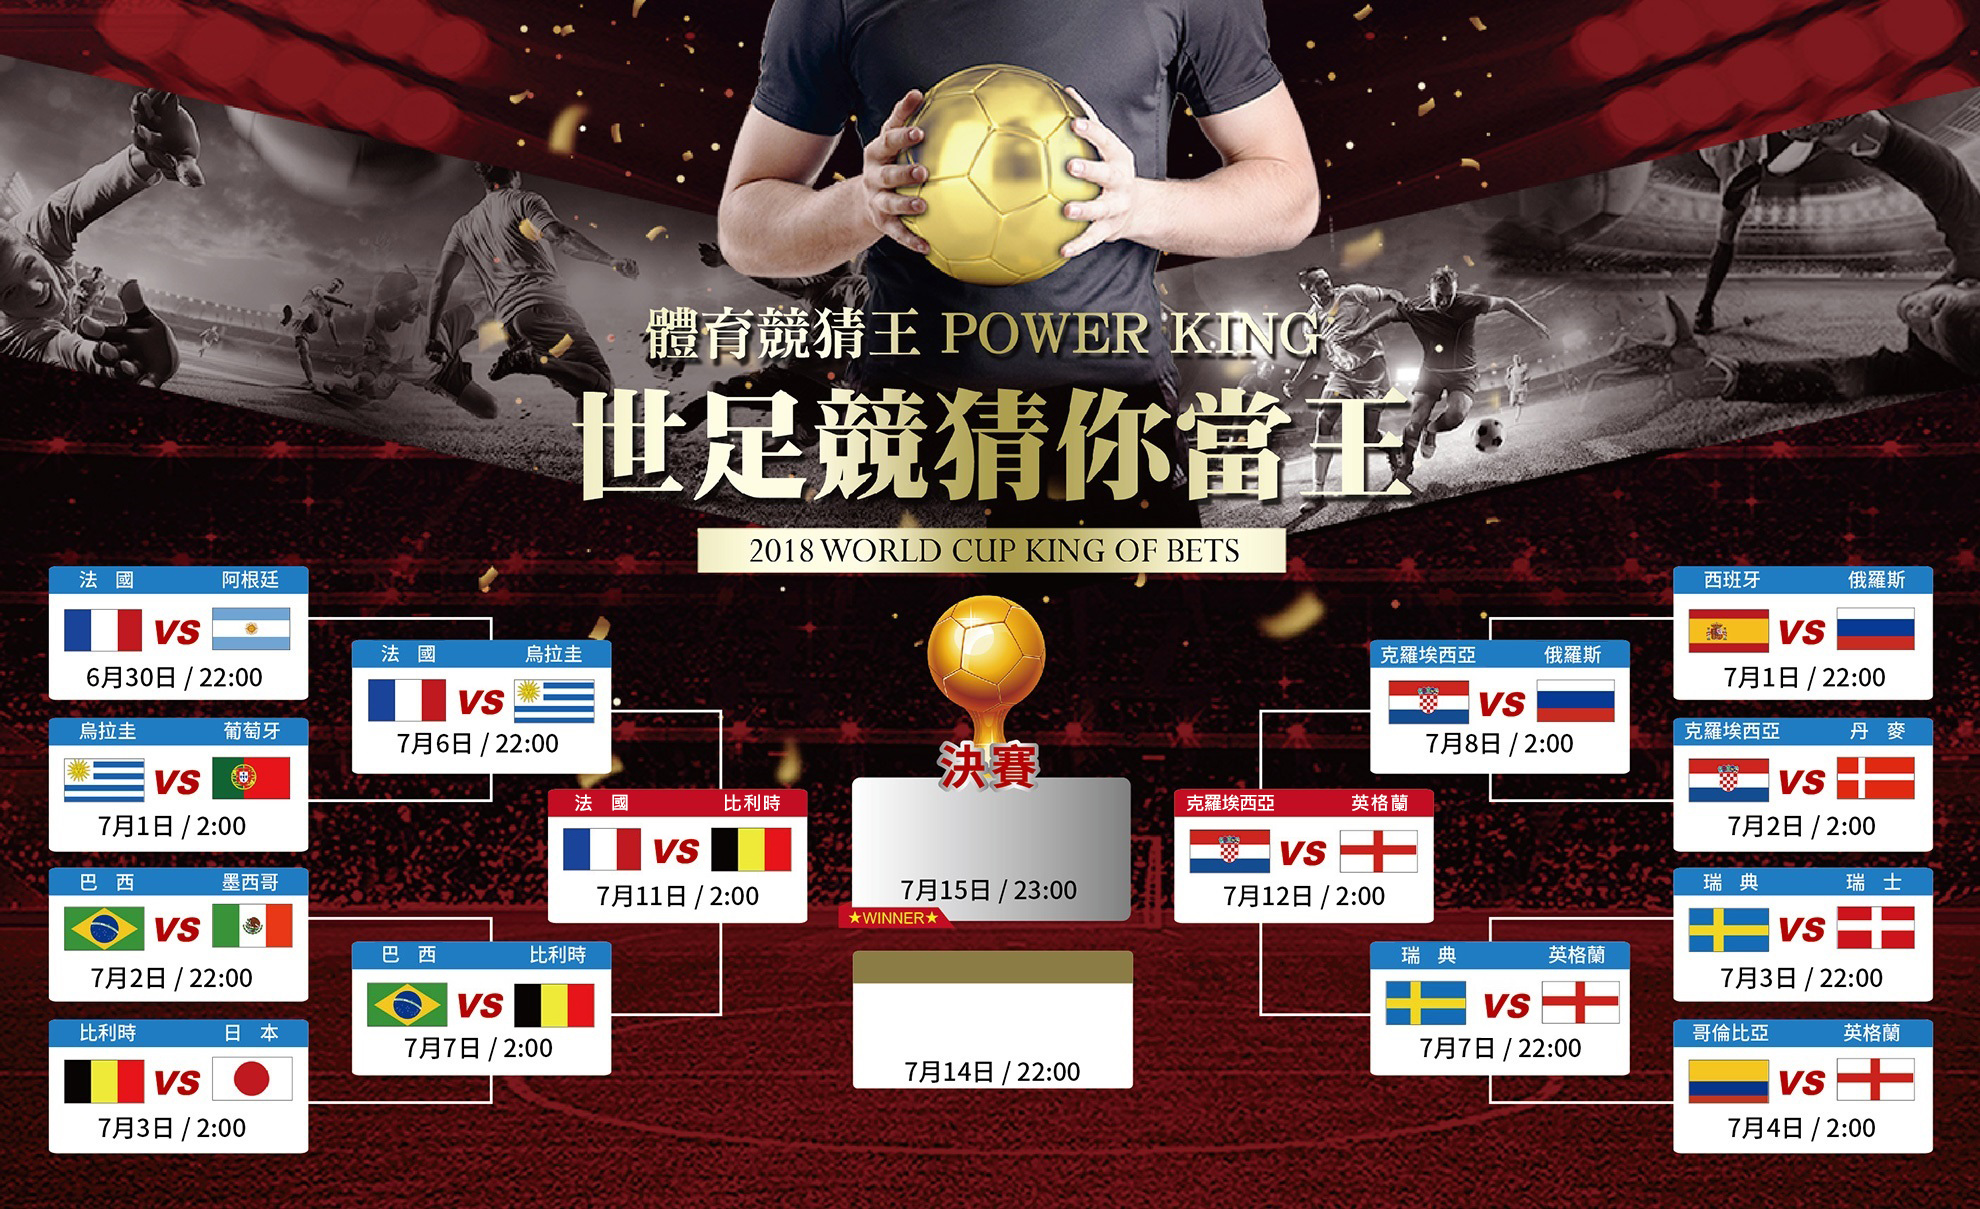 體育競猜王 POWER KING
世足競猜你當王
2018 WORLD CUP KING OF BETS
法國 阿根廷
VS
6月30日 / 22:00
烏拉圭 葡萄牙
VS
7月1日 / 2:00
巴西 墨西哥
VS
7月2日 / 22:00
比利時 日本
VS
7月3日 / 2:00
法國 烏拉圭
VS
7月6日 / 22:00
巴西 比利時
VS
7月7日 / 2:00
法國 比利時
VS
7月11日 / 2:00
決賽
7月15日 / 23:00
★WINNER★
7月14日 / 22:00
克羅埃西亞 英格蘭
VS
7月12日 / 2:00
克羅埃西亞 俄羅斯
VS
7月8日 / 2:00
瑞典 英格蘭
VS
7月7日 / 22:00
西班牙 俄羅斯
VS
7月1日 / 22:00
克羅埃西亞 丹麥
VS
7月2日 / 2:00
瑞典 瑞士
VS
7月3日 / 22:00
哥倫比亞 英格蘭
VS
7月4日 / 2:00